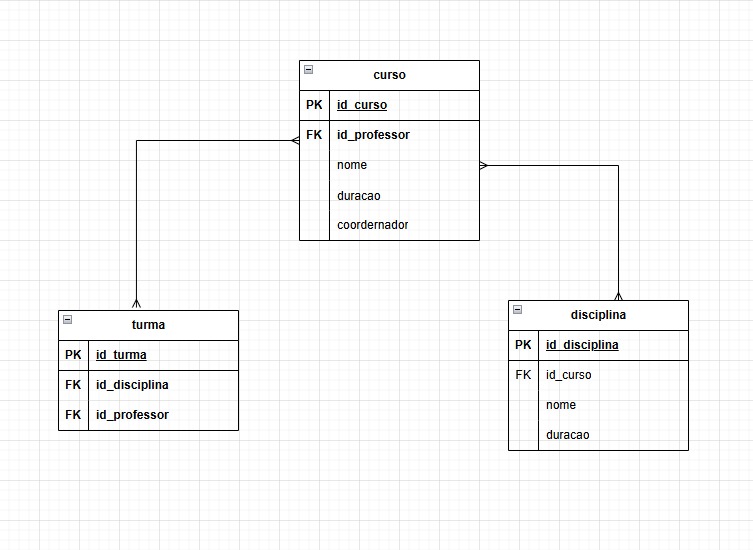 curso
PK id_curso
FK id_professor
nome
duracao
coordernador
turma
PK id_turma
FK id_disciplina
FK id_professor
disciplina
PK id_disciplina
FK id_curso
nome
duracao